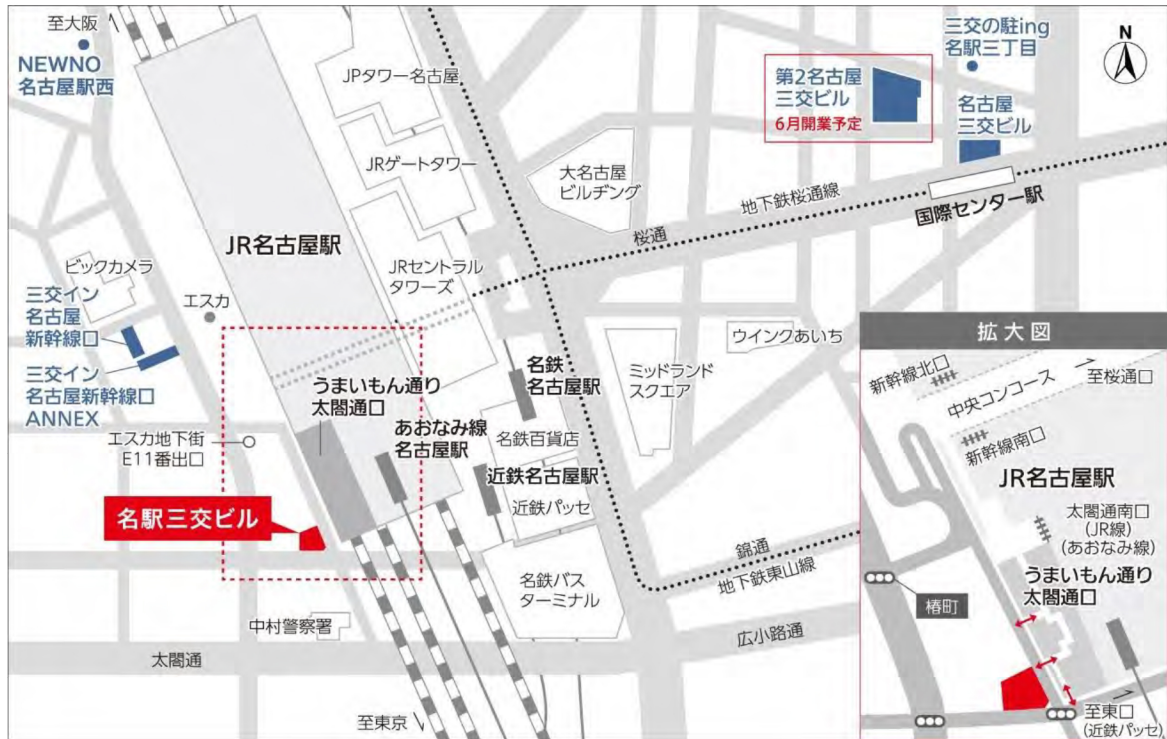 至大阪
NEWNO
名古屋駅西
JPタワー名古屋
JRゲートタワー
大名古屋
ビルヂング
第2名古屋
三交ビル
6月開業予定
三交の駐ing
名駅三丁目
名古屋
三交ビル
N
地下鉄桜通線
国際センター駅
桜通
JR名古屋駅
JRセントラル
タワーズ
ビックカメラ
エスカ
三交イン
名古屋
新幹線口
三交イン
名古屋新幹線口
ANNEX
うまいもん通り
太閤通口
あおなみ線
名古屋駅
名鉄
名古屋駅
ミッドランド
スクエア
ウインクあいち
エスカ地下街
E11番出口
名鉄百貨店
近鉄名古屋駅
近鉄パッセ
名駅三交ビル
名鉄バス
ターミナル
錦通
地下鉄東山線
中村警察署
太閤通
広小路通
至東京
拡大図
新幹線北口
中央コンコース
至桜通口
新幹線南口
JR名古屋駅
太閤通南口
(JR線)
(あおなみ線)
うまいもん通り
太閤通口
椿町
至東口
(近鉄パッセ)